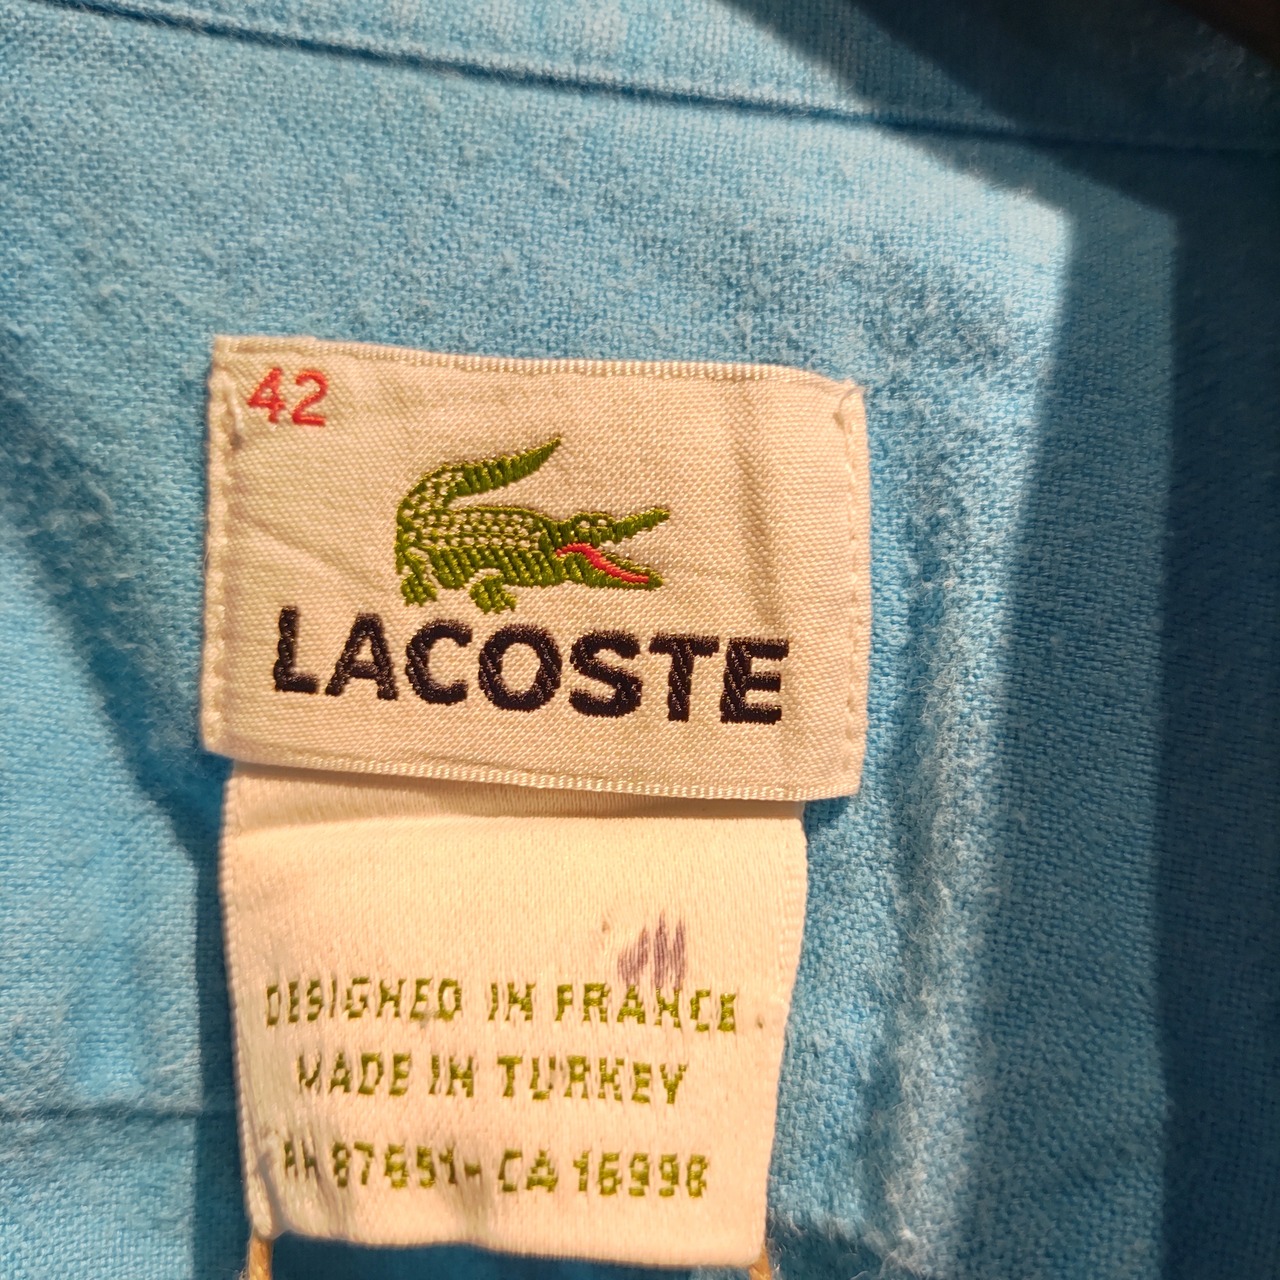 42
LACOSTE
DESIGNED IN FRANCE
MADE IN TURKEY
RN 87651- CA 16998